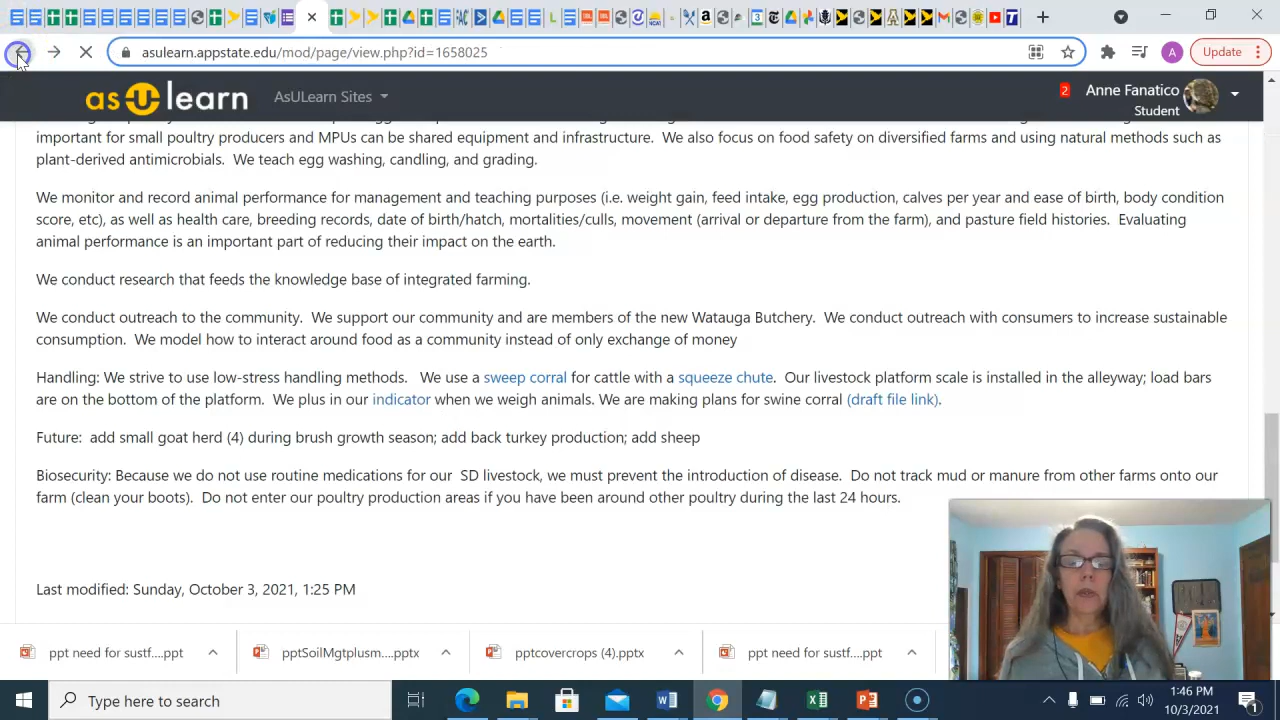 asulearn.appstate.edu/mod/page/view.php?id=1658025
Update
asULearn
AsULearn Sites
2
Anne Fanatico
Student
important for small poultry producers and MPUs can be shared equipment and infrastructure. We also focus on food safety on diversified farms and using natural methods such as
plant-derived antimicrobials. We teach egg washing, candling, and grading.
We monitor and record animal performance for management and teaching purposes (i.e. weight gain, feed intake, egg production, calves per year and ease of birth, body condition
score, etc), as well as health care, breeding records, date of birth/hatch, mortalities/culls, movement (arrival or departure from the farm), and pasture field histories. Evaluating
animal performance is an important part of reducing their impact on the earth.
We conduct research that feeds the knowledge base of integrated farming.
We conduct outreach to the community. We support our community and are members of the new Watauga Butchery. We conduct outreach with consumers to increase sustainable
consumption. We model how to interact around food as a community instead of only exchange of money
Handling: We strive to use low-stress handling methods. We use a sweep corral for cattle with a squeeze chute. Our livestock platform scale is installed in the alleyway; load bars
are on the bottom of the platform. We plus in our indicator when we weigh animals. We are making plans for swine corral (draft file link).
Future: add small goat herd (4) during brush growth season; add back turkey production; add sheep
Biosecurity: Because we do not use routine medications for our SD livestock, we must prevent the introduction of disease. Do not track mud or manure from other farms onto our
farm (clean your boots). Do not enter our poultry production areas if you have been around other poultry during the last 24 hours.
Last modified: Sunday, October 3, 2021, 1:25 PM
ppt need for sustf....ppt
pptSoilMgtplusm....pptx
pptcovercrops (4).pptx
ppt need for sustf....ppt
Type here to search
1:46 PM
10/3/2021
1